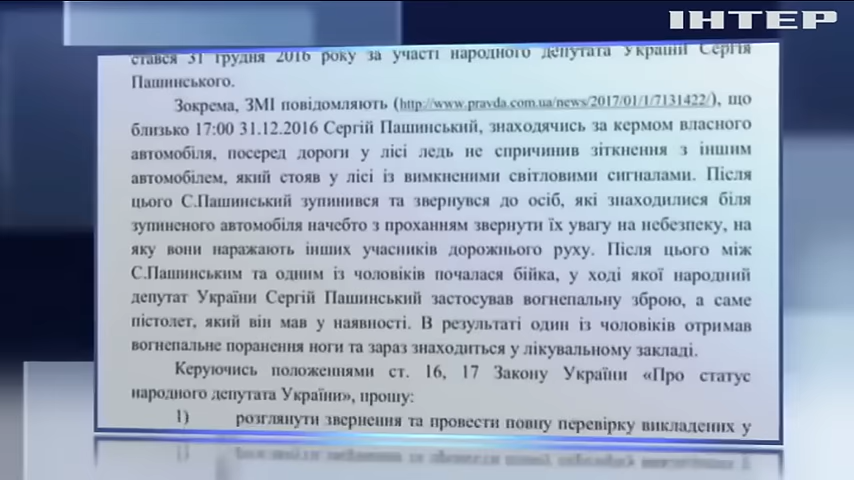 ІНТЕР
стався 31 грудня 2016 року за участі народного депутата України Сергія
Пашинського.
Зокрема, ЗМІ повідомляють (http://www.pravda.com.ua/news/2017/01/1/7131422/), що
близько 17:00 31.12.2016 Сергій Пашинський, знаходячись за кермом власного
автомобіля, посеред дороги у лісі ледь не спричинив зіткнення з іншим
автомобілем, який стояв у лісі із вимкненими світловими сигналами. Після
цього С.Пашинський зупинився та звернувся до осіб, які знаходилися біля
зупиненого автомобіля начебто з проханням звернути їх увагу на небезпеку, на
яку вони наражають інших учасників дорожнього руху. Після цього між
С.Пашинським та одним із чоловіків почалася бійка, у ході якої народний
депутат України Сергій Пашинський застосував вогнепальну зброю, а саме
пістолет, який він мав у наявності. В результаті один із чоловіків отримав
вогнепальне поранення ноги та зараз знаходиться у лікувальному закладі.
Керуючись положеннями ст. 16, 17 Закону України «Про статус
народного депутата України», прошу:
1) розглянути звернення та провести повну перевірку викладених у